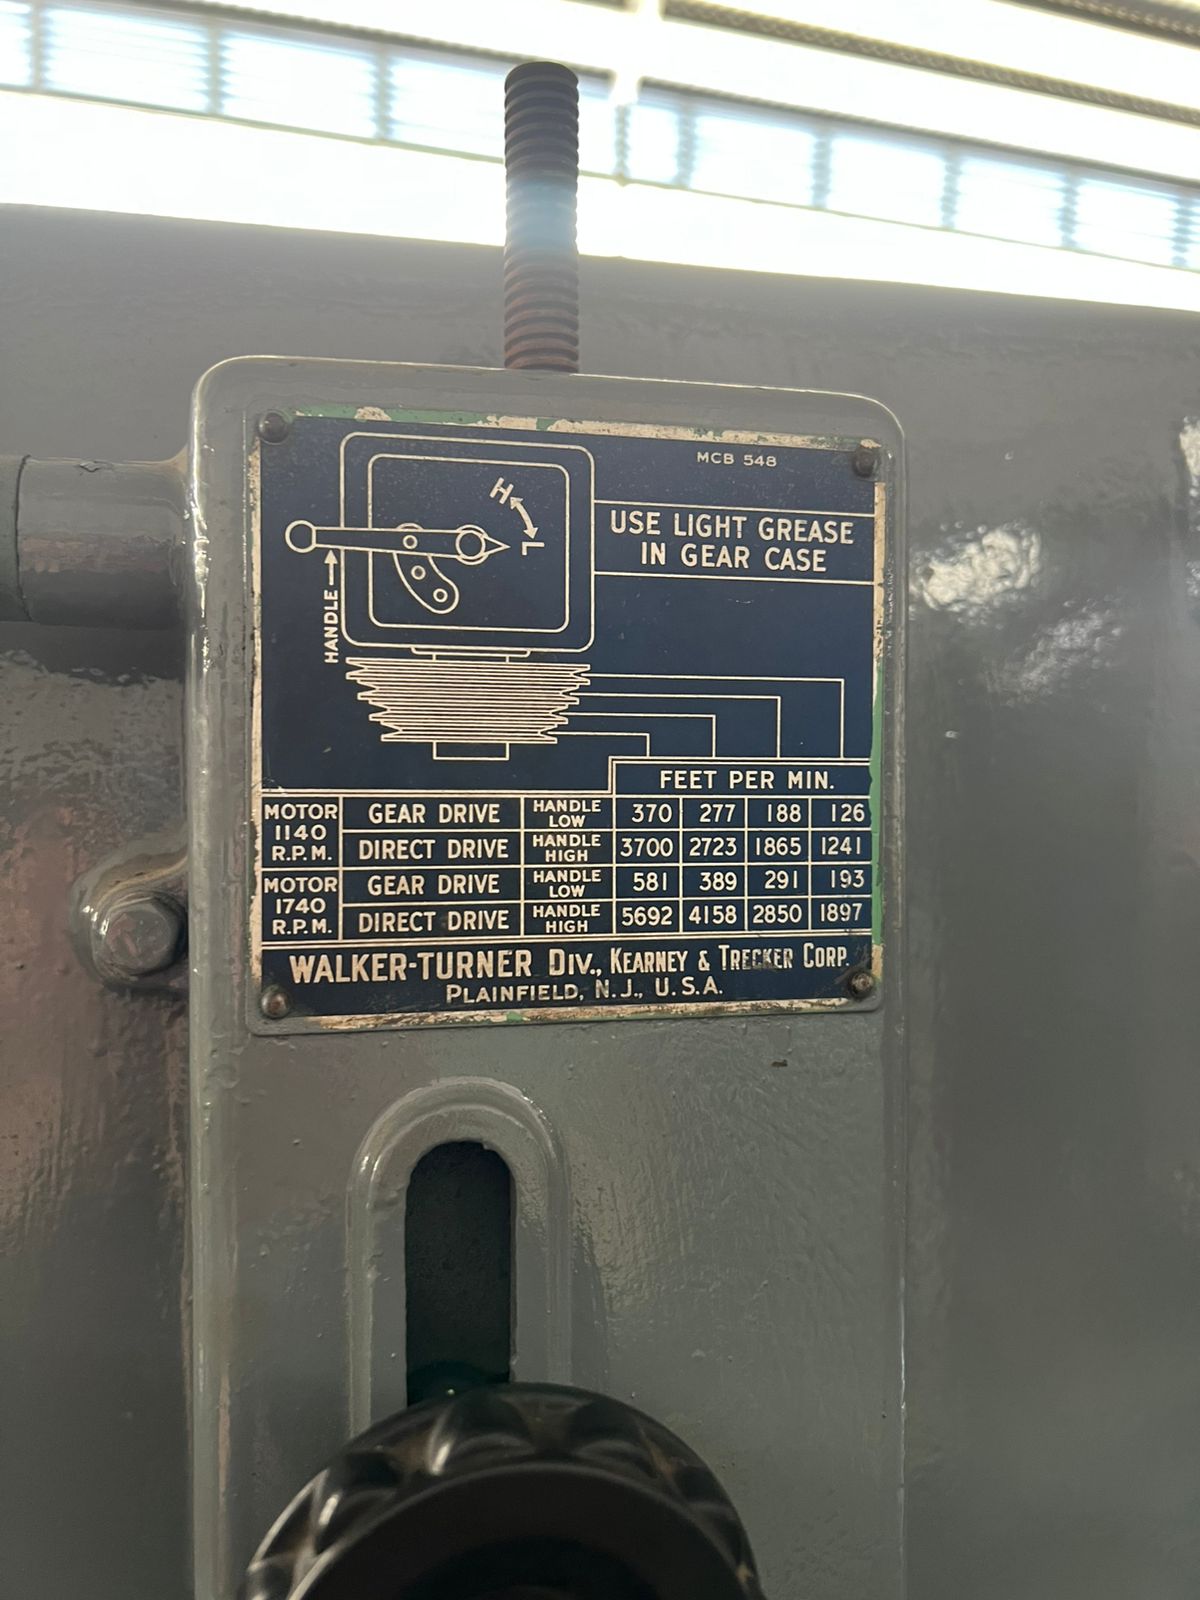 MCB 548
H
L
USE LIGHT GREASE
IN GEAR CASE
HANDLE
FEET PER MIN.
MOTOR 1140 R.P.M. GEAR DRIVE HANDLE LOW 370 277 188 126
DIRECT DRIVE HANDLE HIGH 3700 2723 1865 1241
MOTOR 1740 R.P.M. GEAR DRIVE HANDLE LOW 581 389 291 193
DIRECT DRIVE HANDLE HIGH 5692 4158 2850 1897
WALKER-TURNER DIV., KEARNEY & TRECKER CORP.
PLAINFIELD, N.J., U.S.A.